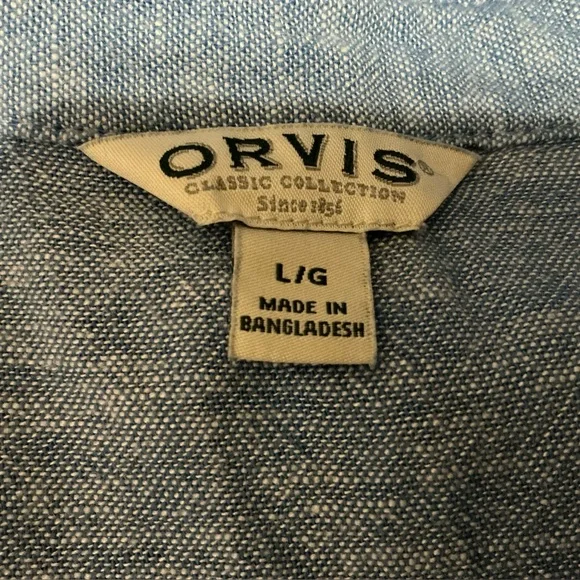 ORVIS®
CLASSIC COLLECTION
Since 1856
L/G
MADE IN
BANGLADESH